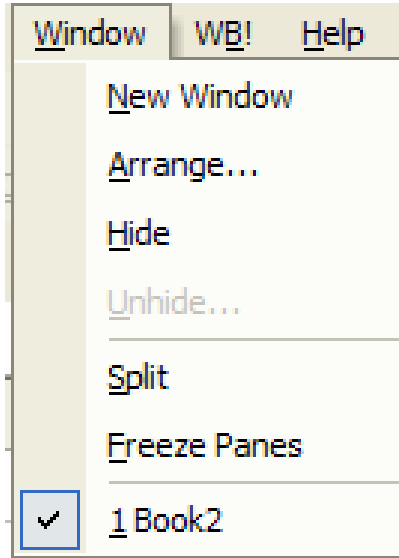 Window WB! Help
New Window
Arrange...
Hide
Unhide...
Split
Freeze Panes
1 Book2